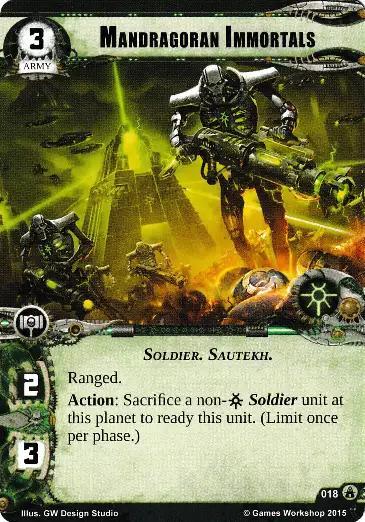 3
ARMY
MANDRAGORAN IMMORTALS
SOLDIER. SAUTEKH.
2
3
Ranged.
Action: Sacrifice a non- Soldier unit at
this planet to ready this unit. (Limit once
per phase.)
018
Illus. GW Design Studio
© Games Workshop 2015